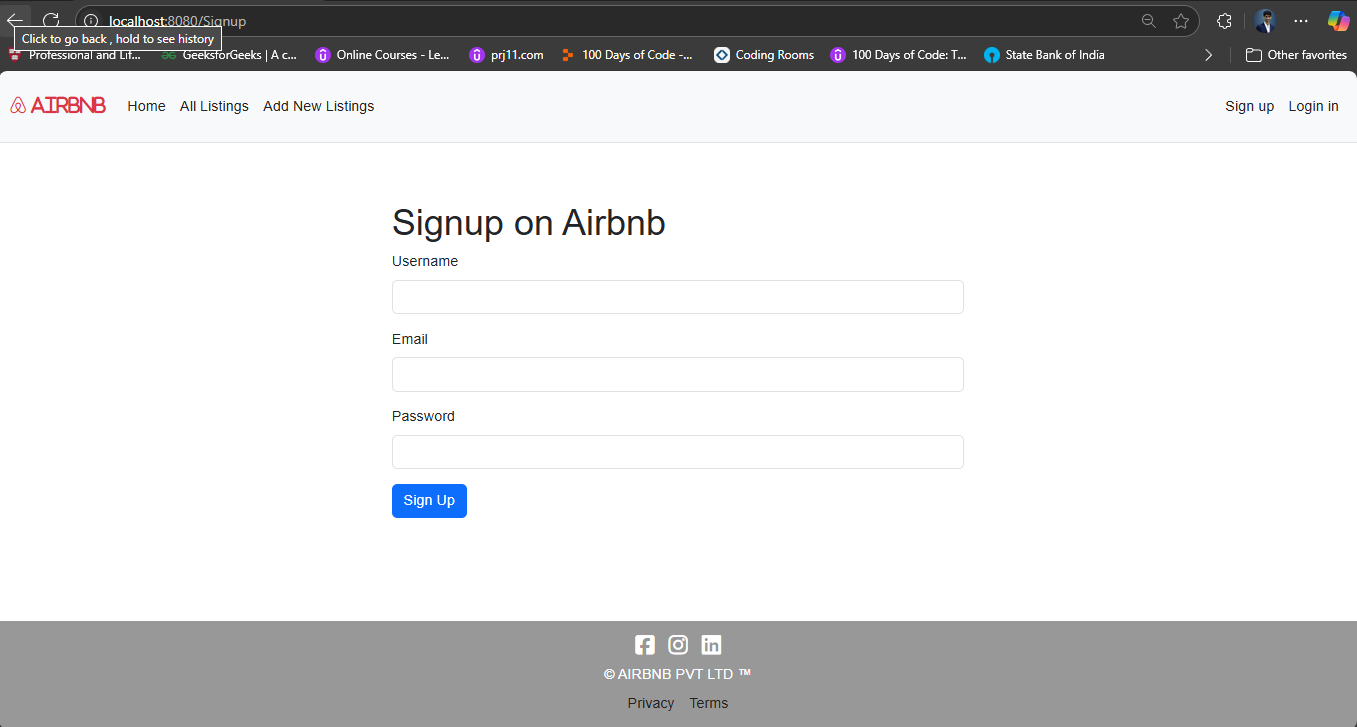 localhost:8080/Signup
Click to go back , hold to see history
Professional and Lif... GeeksforGeeks | A c... Online Courses - Le... prj11.com 100 Days of Code -... Coding Rooms 100 Days of Code: T... State Bank of India Other favorites
AIRBNB Home All Listings Add New Listings Sign up Login in
Signup on Airbnb
Username
Email
Password
Sign Up
© AIRBNB PVT LTD ™
Privacy Terms